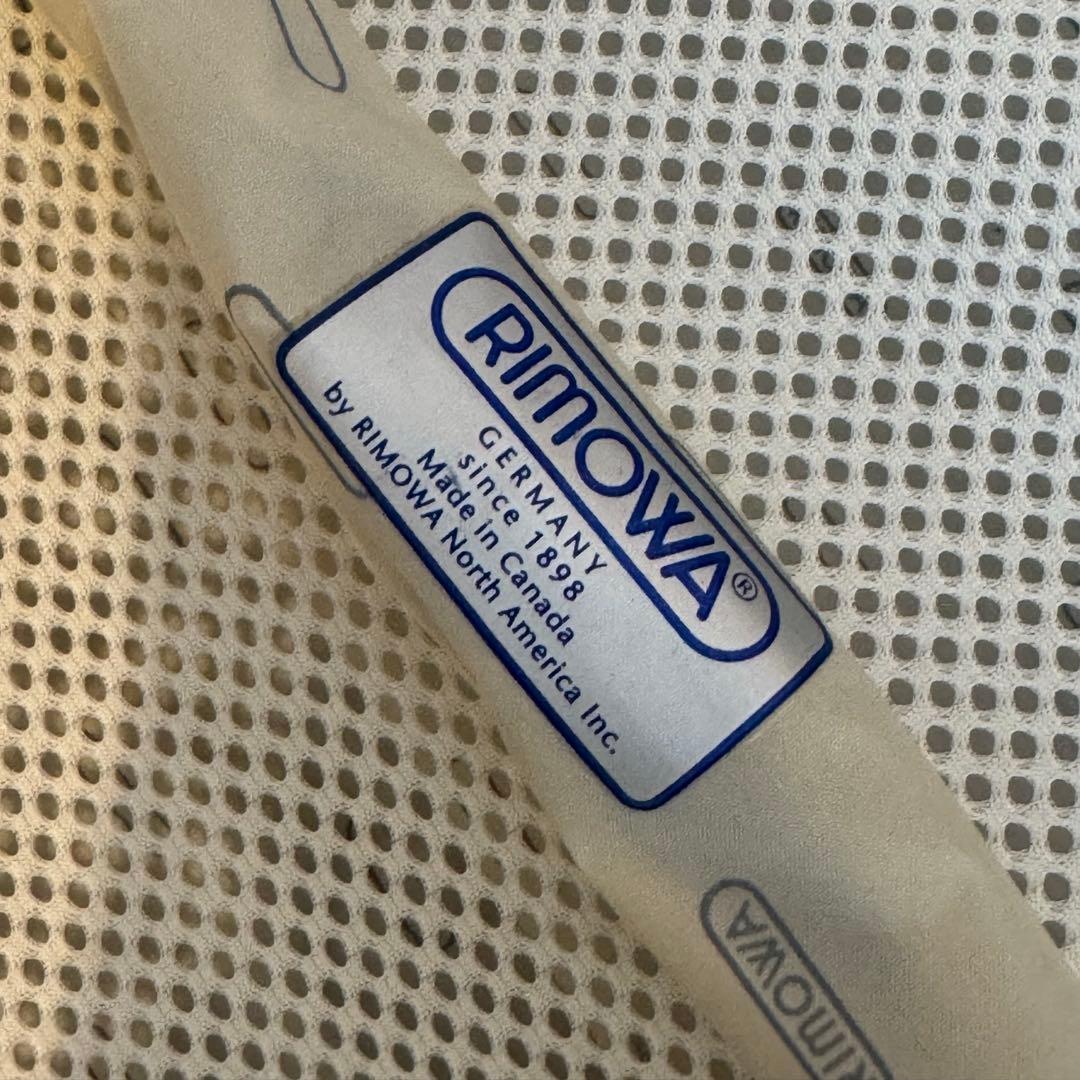 RIMOWA®
GERMANY
since 1898
Made in Canada
by RIMOWA North America Inc.
RIMOWA